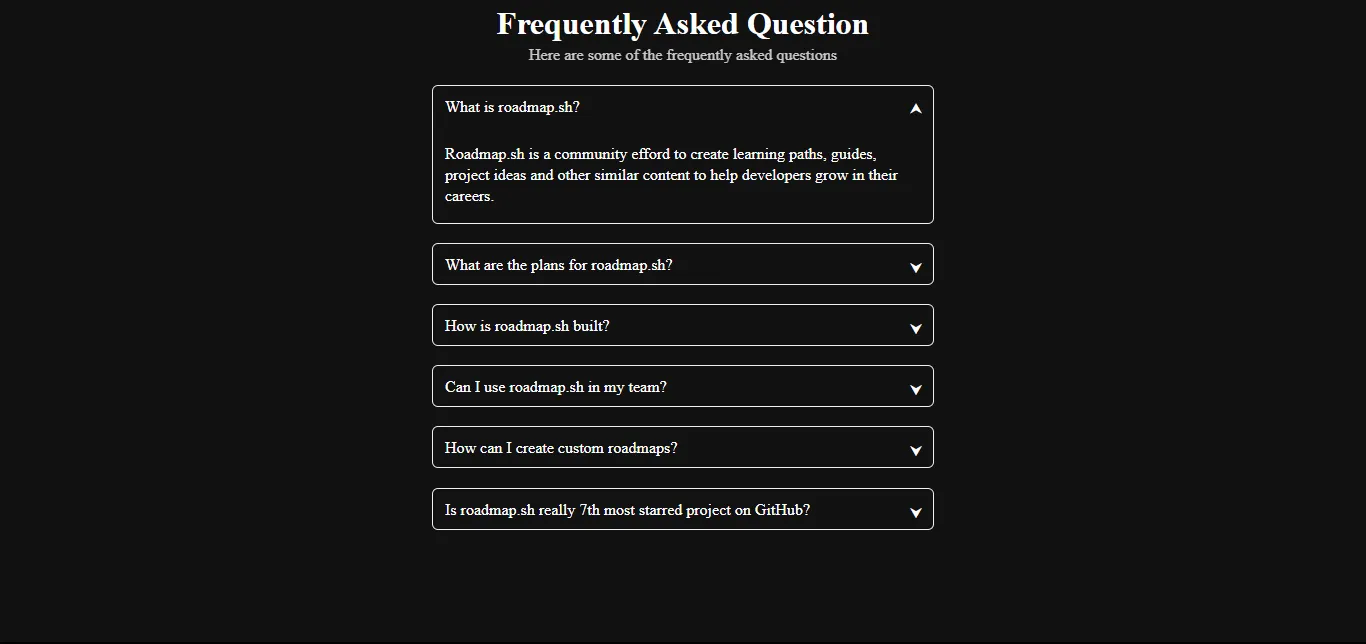 Frequently Asked Question
Here are some of the frequently asked questions
What is roadmap.sh?
Roadmap.sh is a community efford to create learning paths, guides,
project ideas and other similar content to help developers grow in their
careers.
What are the plans for roadmap.sh?
How is roadmap.sh built?
Can I use roadmap.sh in my team?
How can I create custom roadmaps?
Is roadmap.sh really 7th most starred project on GitHub?